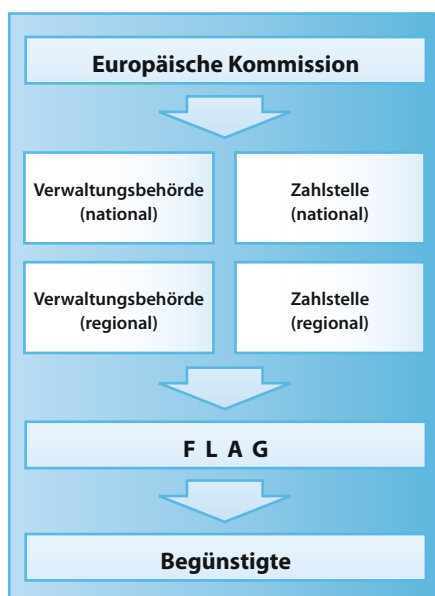 Europäische Kommission
Verwaltungsbehörde
(national)
Zahlstelle
(national)
Verwaltungsbehörde
(regional)
Zahlstelle
(regional)
F L A G
Begünstigte